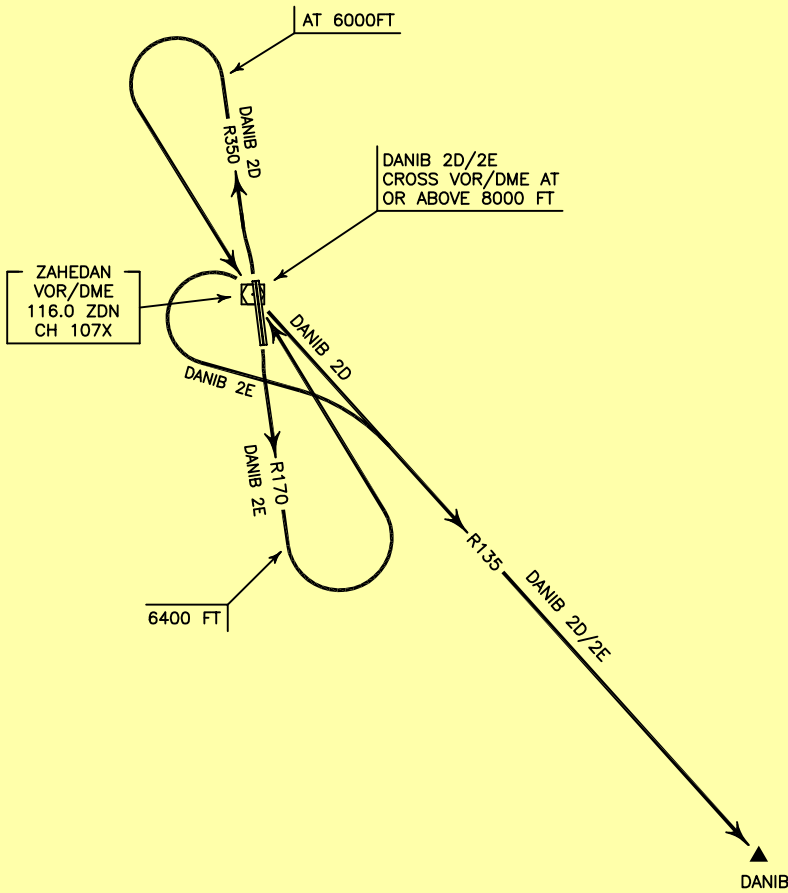 AT 6000FT
DANIB 2D
R350
DANIB 2D/2E
CROSS VOR/DME AT
OR ABOVE 8000 FT
ZAHEDAN
VOR/DME
116.0 ZDN
CH 107X
DANIB 2D
DANIB 2E
R170
DANIB 2E
R135
DANIB 2D/2E
6400 FT
DANIB